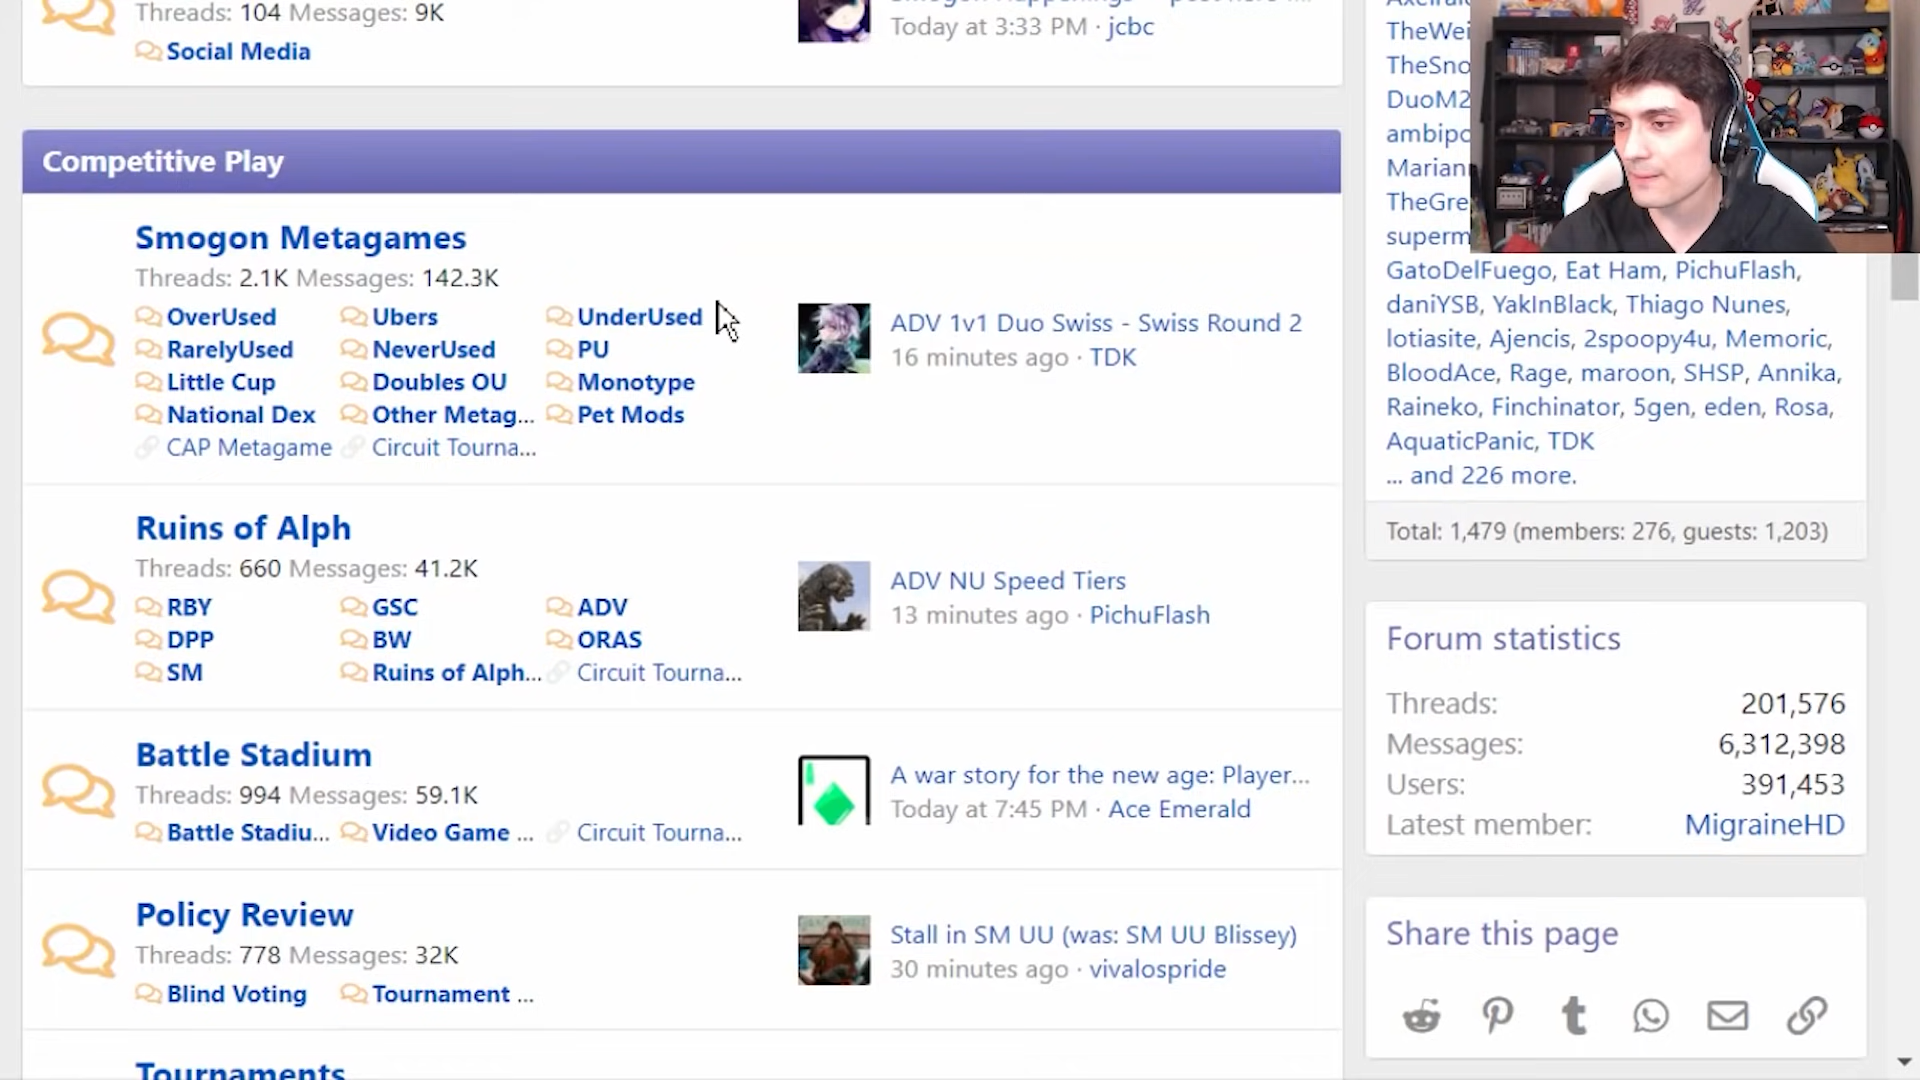 Threads: 104 Messages: 9K
Social Media
Today at 3:33 PM · jcbc
Competitive Play
Smogon Metagames
Threads: 2.1K Messages: 142.3K
OverUsed Ubers UnderUsed
RarelyUsed NeverUsed PU
Little Cup Doubles OU Monotype
National Dex Other Metag... Pet Mods
CAP Metagame Circuit Tourna...
ADV 1v1 Duo Swiss - Swiss Round 2
16 minutes ago · TDK
Ruins of Alph
Threads: 660 Messages: 41.2K
RBY GSC ADV
DPP BW ORAS
SM Ruins of Alph... Circuit Tourna...
ADV NU Speed Tiers
13 minutes ago · PichuFlash
Battle Stadium
Threads: 994 Messages: 59.1K
Battle Stadiu... Video Game ... Circuit Tourna...
A war story for the new age: Player...
Today at 7:45 PM · Ace Emerald
Policy Review
Threads: 778 Messages: 32K
Blind Voting Tournament ...
Stall in SM UU (was: SM UU Blissey)
30 minutes ago · vivalospride
Tournaments
TheWei
TheSno
DuoM2
ambipo
Mariann
TheGre
superm
GatoDelFuego, Eat Ham, PichuFlash,
daniYSB, YakInBlack, Thiago Nunes,
lotiasite, Ajencis, 2spoopy4u, Memoric,
BloodAce, Rage, maroon, SHSP, Annika,
Raineko, Finchinator, 5gen, eden, Rosa,
AquaticPanic, TDK
... and 226 more.
Total: 1,479 (members: 276, guests: 1,203)
Forum statistics
Threads: 201,576
Messages: 6,312,398
Users: 391,453
Latest member: MigraineHD
Share this page